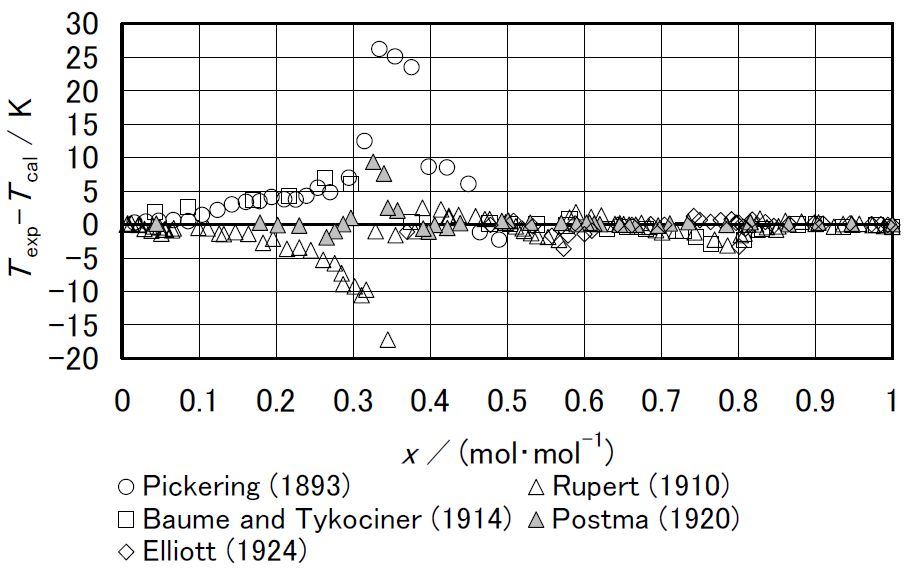 30
25
20
15
10
5
0
−5
−10
−15
−20
Texp−Tcal / K
0 0.1 0.2 0.3 0.4 0.5 0.6 0.7 0.8 0.9 1
x / (mol·mol−1)
Pickering (1893) Rupert (1910)
Baume and Tykociner (1914) Postma (1920)
Elliott (1924)